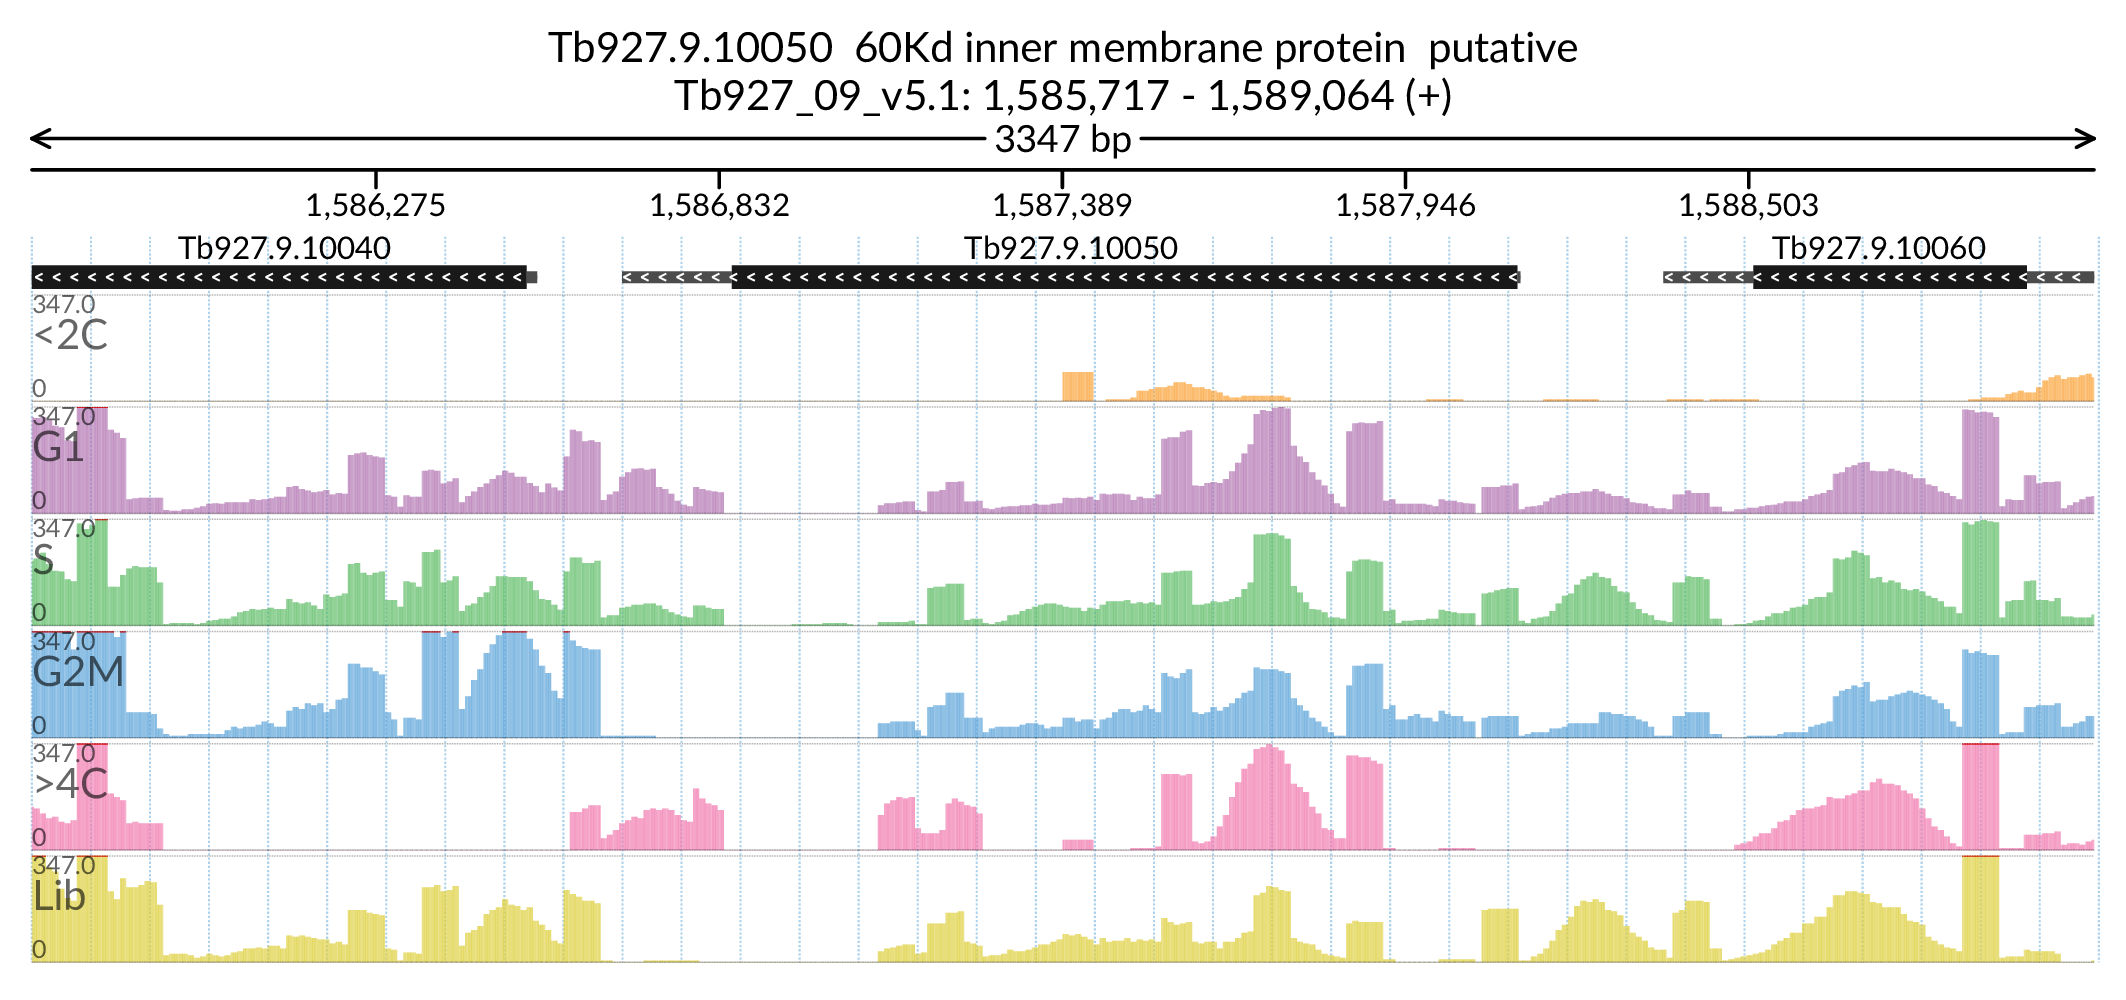 Tb927.9.10050  60Kd inner membrane protein  putative
Tb927_09_v5.1: 1,585,717 - 1,589,064 (+)
3347 bp
1,586,275 1,586,832 1,587,389 1,587,946 1,588,503
Tb927.9.10040 Tb927.9.10050 Tb927.9.10060
347.0
<2C
0
347.0
G1
0
347.0
S
0
347.0
G2M
0
347.0
>4C
0
347.0
Lib
0